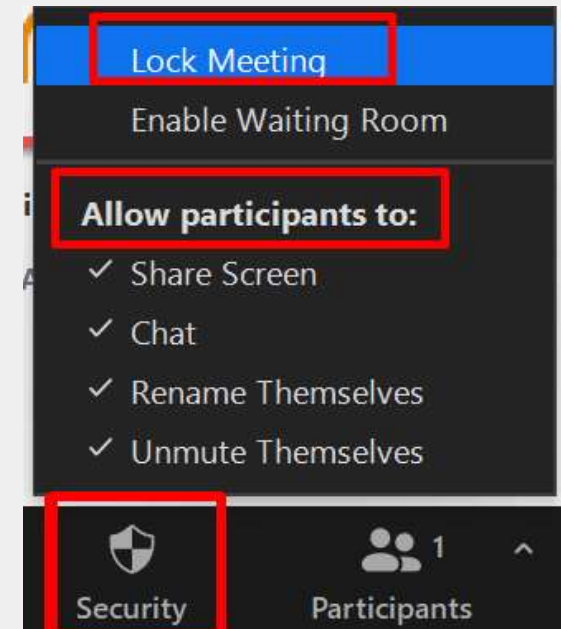 Lock Meeting
Enable Waiting Room
Allow participants to:
✓ Share Screen
✓ Chat
✓ Rename Themselves
✓ Unmute Themselves
1
Security Participants